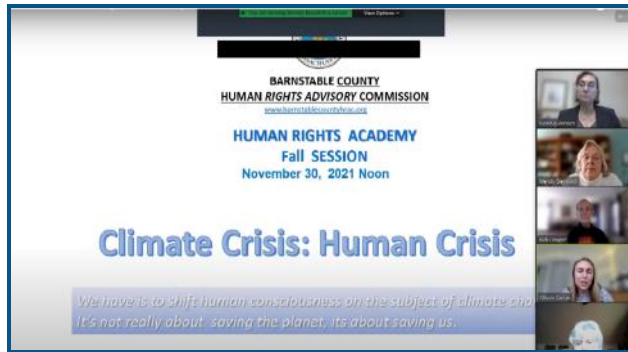 View Options
BARNSTABLE COUNTY
HUMAN RIGHTS ADVISORY COMMISSION
www.barnstablecountyhrac.org
HUMAN RIGHTS ACADEMY
Fall SESSION
November 30, 2021 Noon
Climate Crisis: Human Crisis
We have is to shift human consciousness on the subject of climate
It's not really about saving the planet, its about saving us.